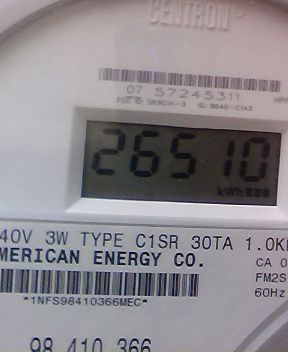 CENTRON®
07 57245311
26510
kWh
40V 3W TYPE C1SR 30TA 1.0K
MERICAN ENERGY CO.
CA 0
FM2S
60Hz
*1NFS98410366MEC*
98 410 366